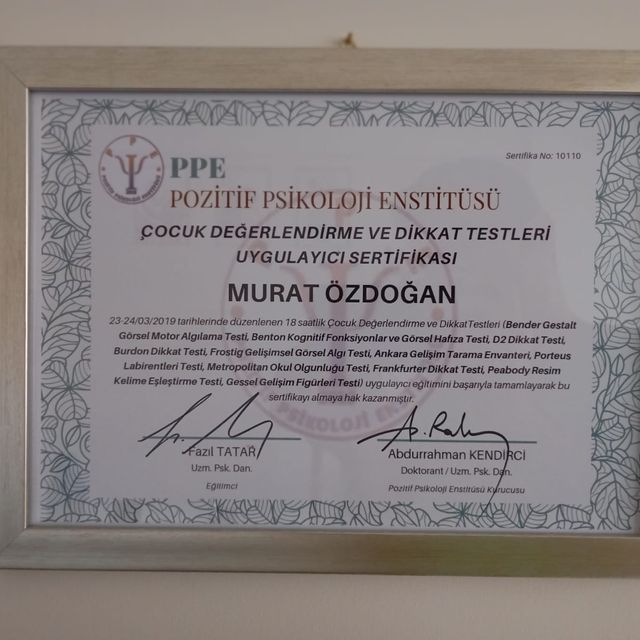 PPE
Sertifika No: 10110
POZİTİF PSİKOLOJİ ENSTİTÜSÜ
ÇOCUK DEĞERLENDİRME VE DİKKAT TESTLERİ
UYGULAYICI SERTİFİKASI
MURAT ÖZDOĞAN
23-24/03/2019 tarihlerinde düzenlenen 18 saatlik Çocuk Değerlendirme ve DikkatTestleri (Bender Gestalt
Görsel Motor Algılama Testi, Benton Kognitif Fonksiyonlar ve Görsel Hafıza Testi, D2 Dikkat Testi,
Burdon Dikkat Testi, Frostig Gelişimsel Görsel Algı Testi, Ankara Gelişim Tarama Envanteri, Porteus
Labirentleri Testi, Metropolitan Okul Olgunluğu Testi, Frankfurter Dikkat Testi, Peabody Resim
Kelime Eşleştirme Testi, Gessel Gelişim Figürleri Testi) uygulayıcı eğitimini başarıyla tamamlayarak bu
sertifikayı almaya hak kazanmıştır.
Fazıl TATAR
Uzm. Psk. Dan.
Eğitimci
Abdurrahman KENDİRCİ
Doktorant / Uzm. Psk. Dan.
Pozitif Psikoloji Enstitüsü Kurucusu